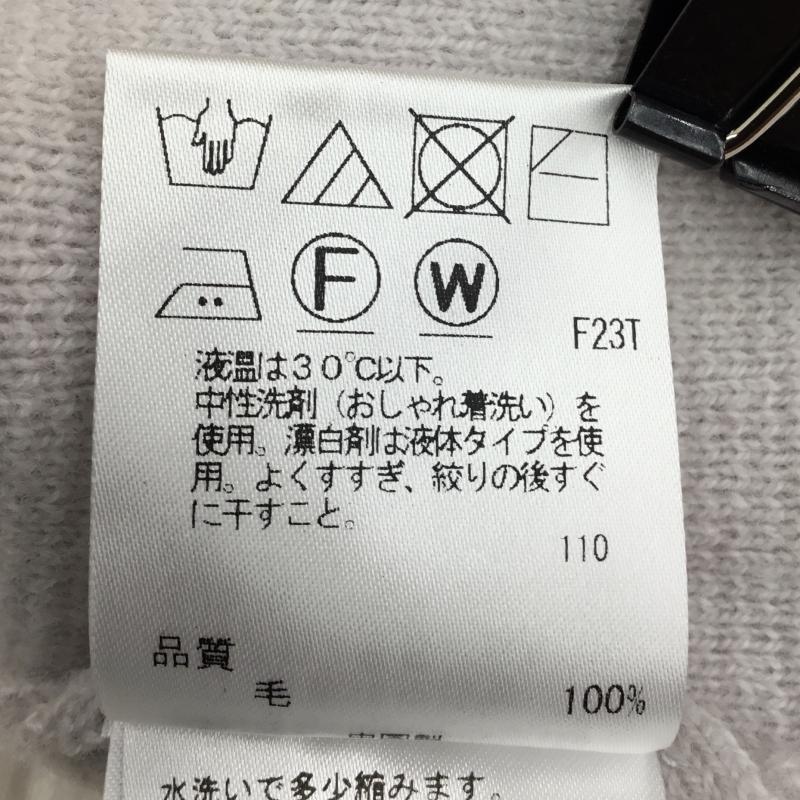 F W
F23T
液温は30℃以下。
中性洗剤（おしゃれ着洗い）を
使用。漂白剤は液体タイプを使
用。よくすすぎ、絞りの後すぐ
に干すこと。
110
品質
毛 100%
水洗いで多少縮みます。